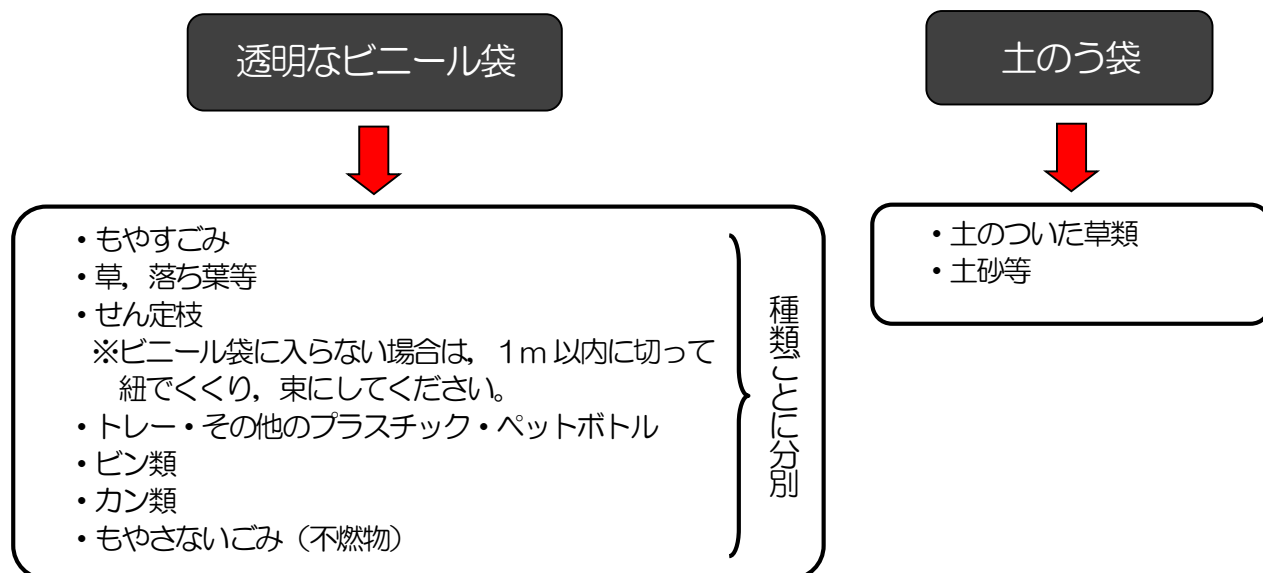 透明なビニール袋
・もやすごみ
・草，落ち葉等
・せん定枝
※ビニール袋に入らない場合は，1ｍ以内に切って
紐でくくり，束にしてください。
・トレー・その他のプラスチック・ペットボトル
・ビン類
・カン類
・もやさないごみ（不燃物）
種類ごとに分別
土のう袋
・土のついた草類
・土砂等